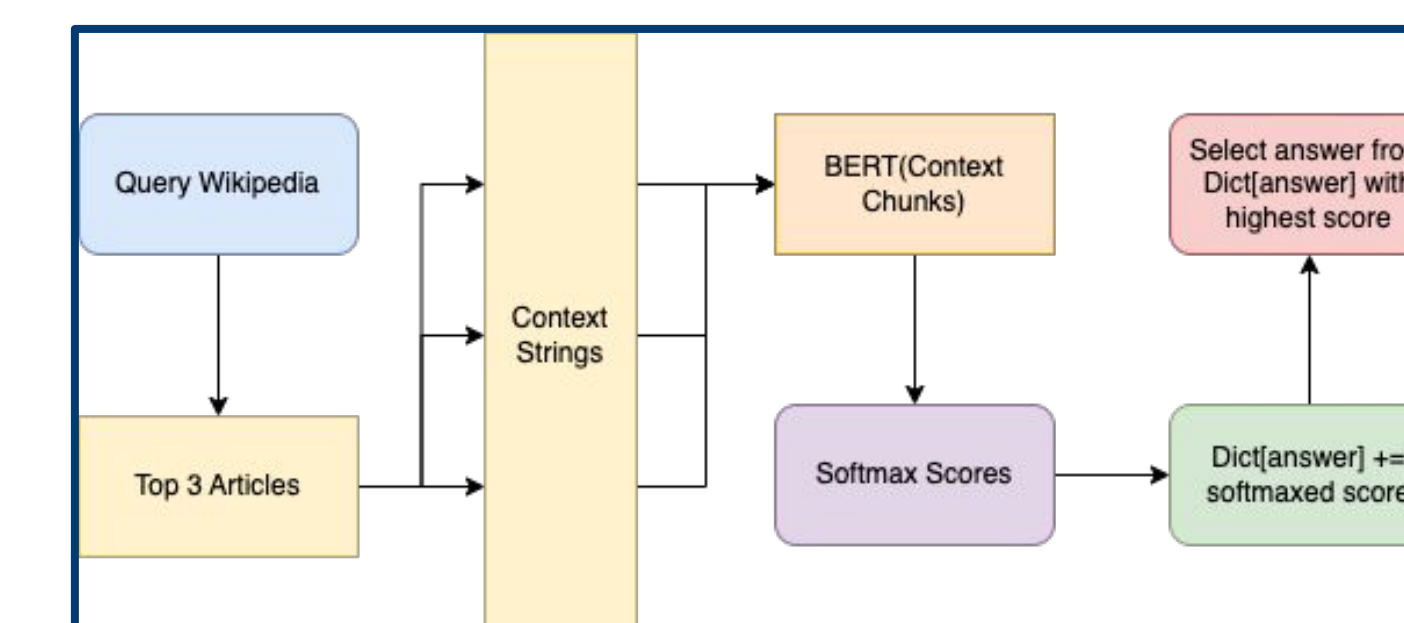 Query Wikipedia
Top 3 Articles
Context
Strings
BERT(Context
Chunks)
Softmax Scores
Dict[answer] +=
softmaxed score
Select answer fro
Dict[answer] with
highest score